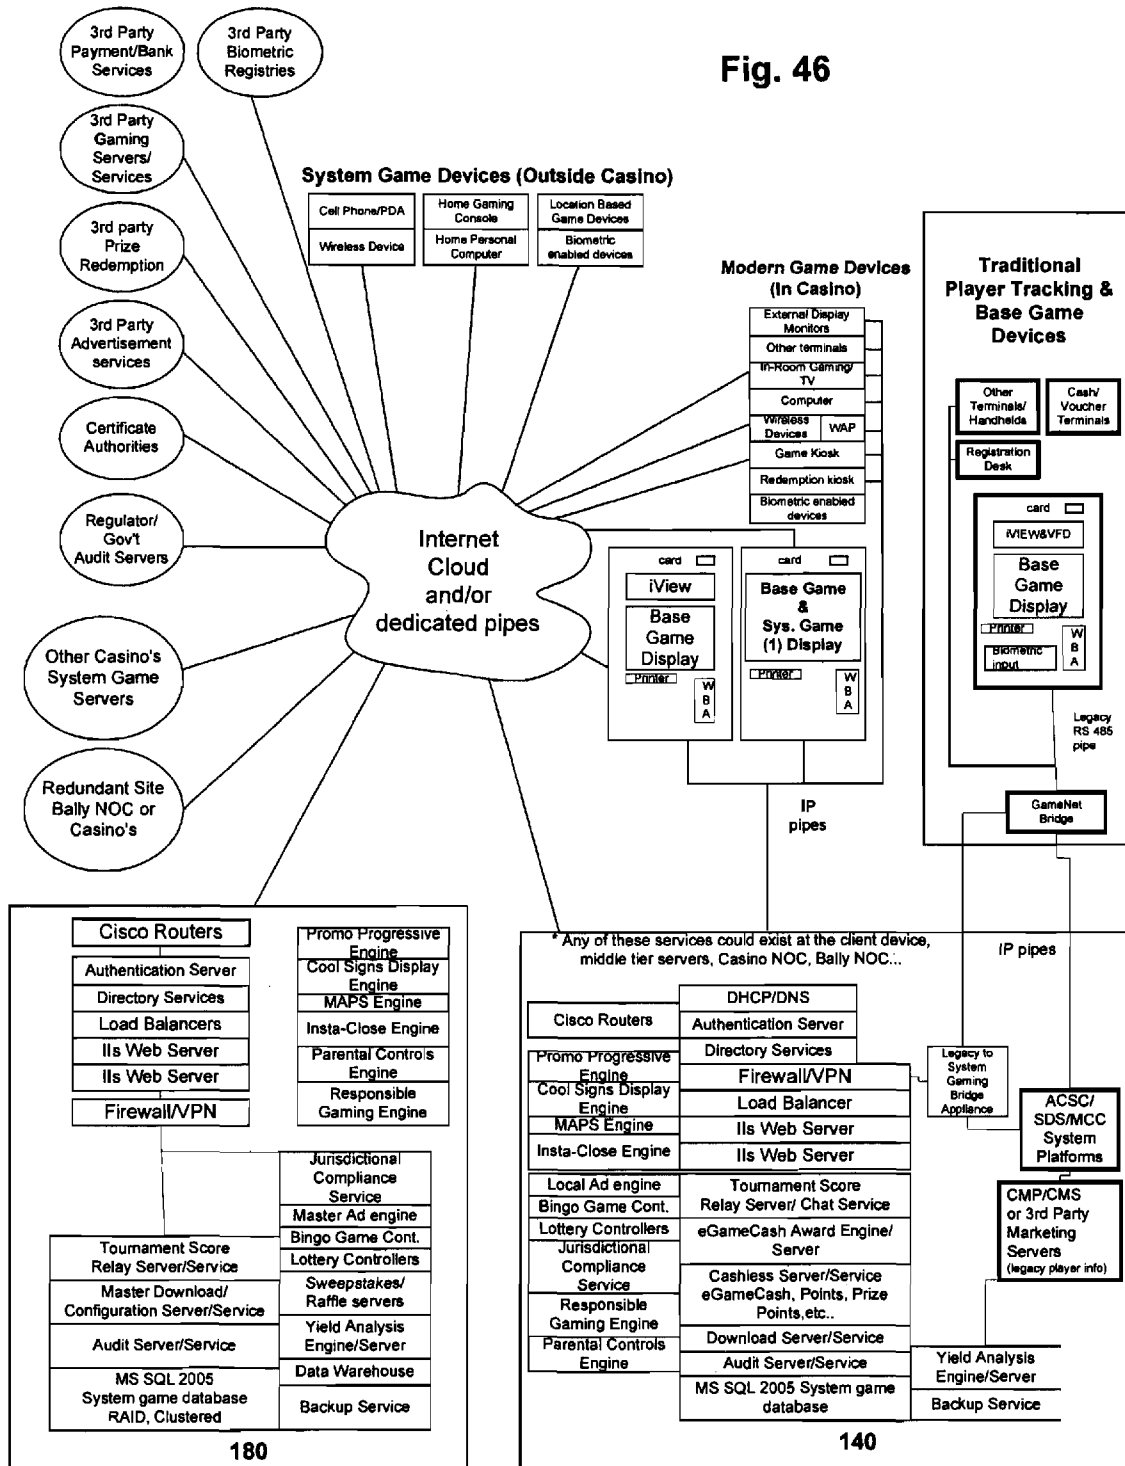 Fig. 46
3rd Party
Payment/Bank
Services
3rd Party
Biometric
Registries
3rd Party
Gaming
Servers/
Services
3rd party
Prize
Redemption
3rd Party
Advertisement
services
Certificate
Authorities
Regulator/
Gov't
Audit Servers
Other Casino's
System Game
Servers
Redundant Site
Bally NOC or
Casino's
System Game Devices (Outside Casino)
Cell Phone/PDA
Wireless Device
Home Gaming
Console
Home Personal
Computer
Location Based
Game Devices
Biometric
enabled devices
Internet
Cloud
and/or
dedicated pipes
Modern Game Devices
(In Casino)
External Display
Monitors
Other terminals
In-Room Gaming/
TV
Computer
Wireless
Devices
WAP
Game Kiosk
Redemption kiosk
Biometric enabled
devices
card
iView
Base
Game
Display
Printer
W
B
A
card
Base Game
&
Sys. Game
(1) Display
Printer
W
B
A
IP
pipes
Traditional
Player Tracking &
Base Game
Devices
Other
Terminals/
Handhelds
Cash/
Voucher
Terminals
Registration
Desk
card
iVIEW&VFD
Base
Game
Display
Printer
Biometric
input
W
B
A
Legacy
RS 485
pipe
GameNet
Bridge
IP pipes
Cisco Routers
Authentication Server
Directory Services
Load Balancers
IIs Web Server
IIs Web Server
Firewall/VPN
Promo Progressive
Engine
Cool Signs Display
Engine
MAPS Engine
Insta-Close Engine
Parental Controls
Engine
Responsible
Gaming Engine
Jurisdictional
Compliance
Service
Master Ad engine
Bingo Game Cont.
Lottery Controllers
Sweepstakes/
Raffle servers
Yield Analysis
Engine/Server
Data Warehouse
Backup Service
Tournament Score
Relay Server/Service
Master Download/
Configuration Server/Service
Audit Server/Service
MS SQL 2005
System game database
RAID, Clustered
180
* Any of these services could exist at the client device,
middle tier servers, Casino NOC, Bally NOC...
Cisco Routers
Promo Progressive
Engine
Cool Signs Display
Engine
MAPS Engine
Insta-Close Engine
Local Ad engine
Bingo Game Cont.
Lottery Controllers
Jurisdictional
Compliance
Service
Responsible
Gaming Engine
Parental Controls
Engine
DHCP/DNS
Authentication Server
Directory Services
Firewall/VPN
Load Balancer
IIs Web Server
IIs Web Server
Tournament Score
Relay Server/ Chat Service
eGameCash Award Engine/
Server
Cashless Server/Service
eGameCash, Points, Prize
Points,etc..
Download Server/Service
Audit Server/Service
MS SQL 2005 System game
database
Legacy to
System
Gaming
Bridge
Appliance
ACSC/
SDS/MCC
System
Platforms
CMP/CMS
or 3rd Party
Marketing
Servers
(legacy player info)
Yield Analysis
Engine/Server
Backup Service
140